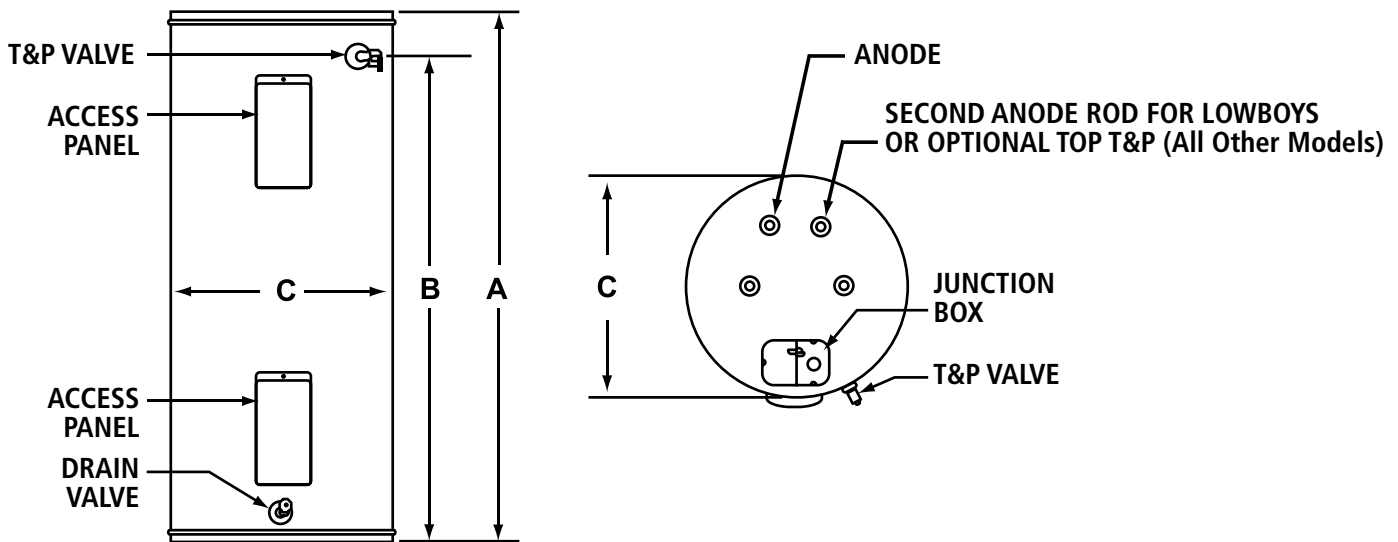 T&P VALVE
ACCESS
PANEL
C
B
A
ACCESS
PANEL
DRAIN
VALVE
ANODE
SECOND ANODE ROD FOR LOWBOYS
OR OPTIONAL TOP T&P (All Other Models)
C
JUNCTION
BOX
T&P VALVE